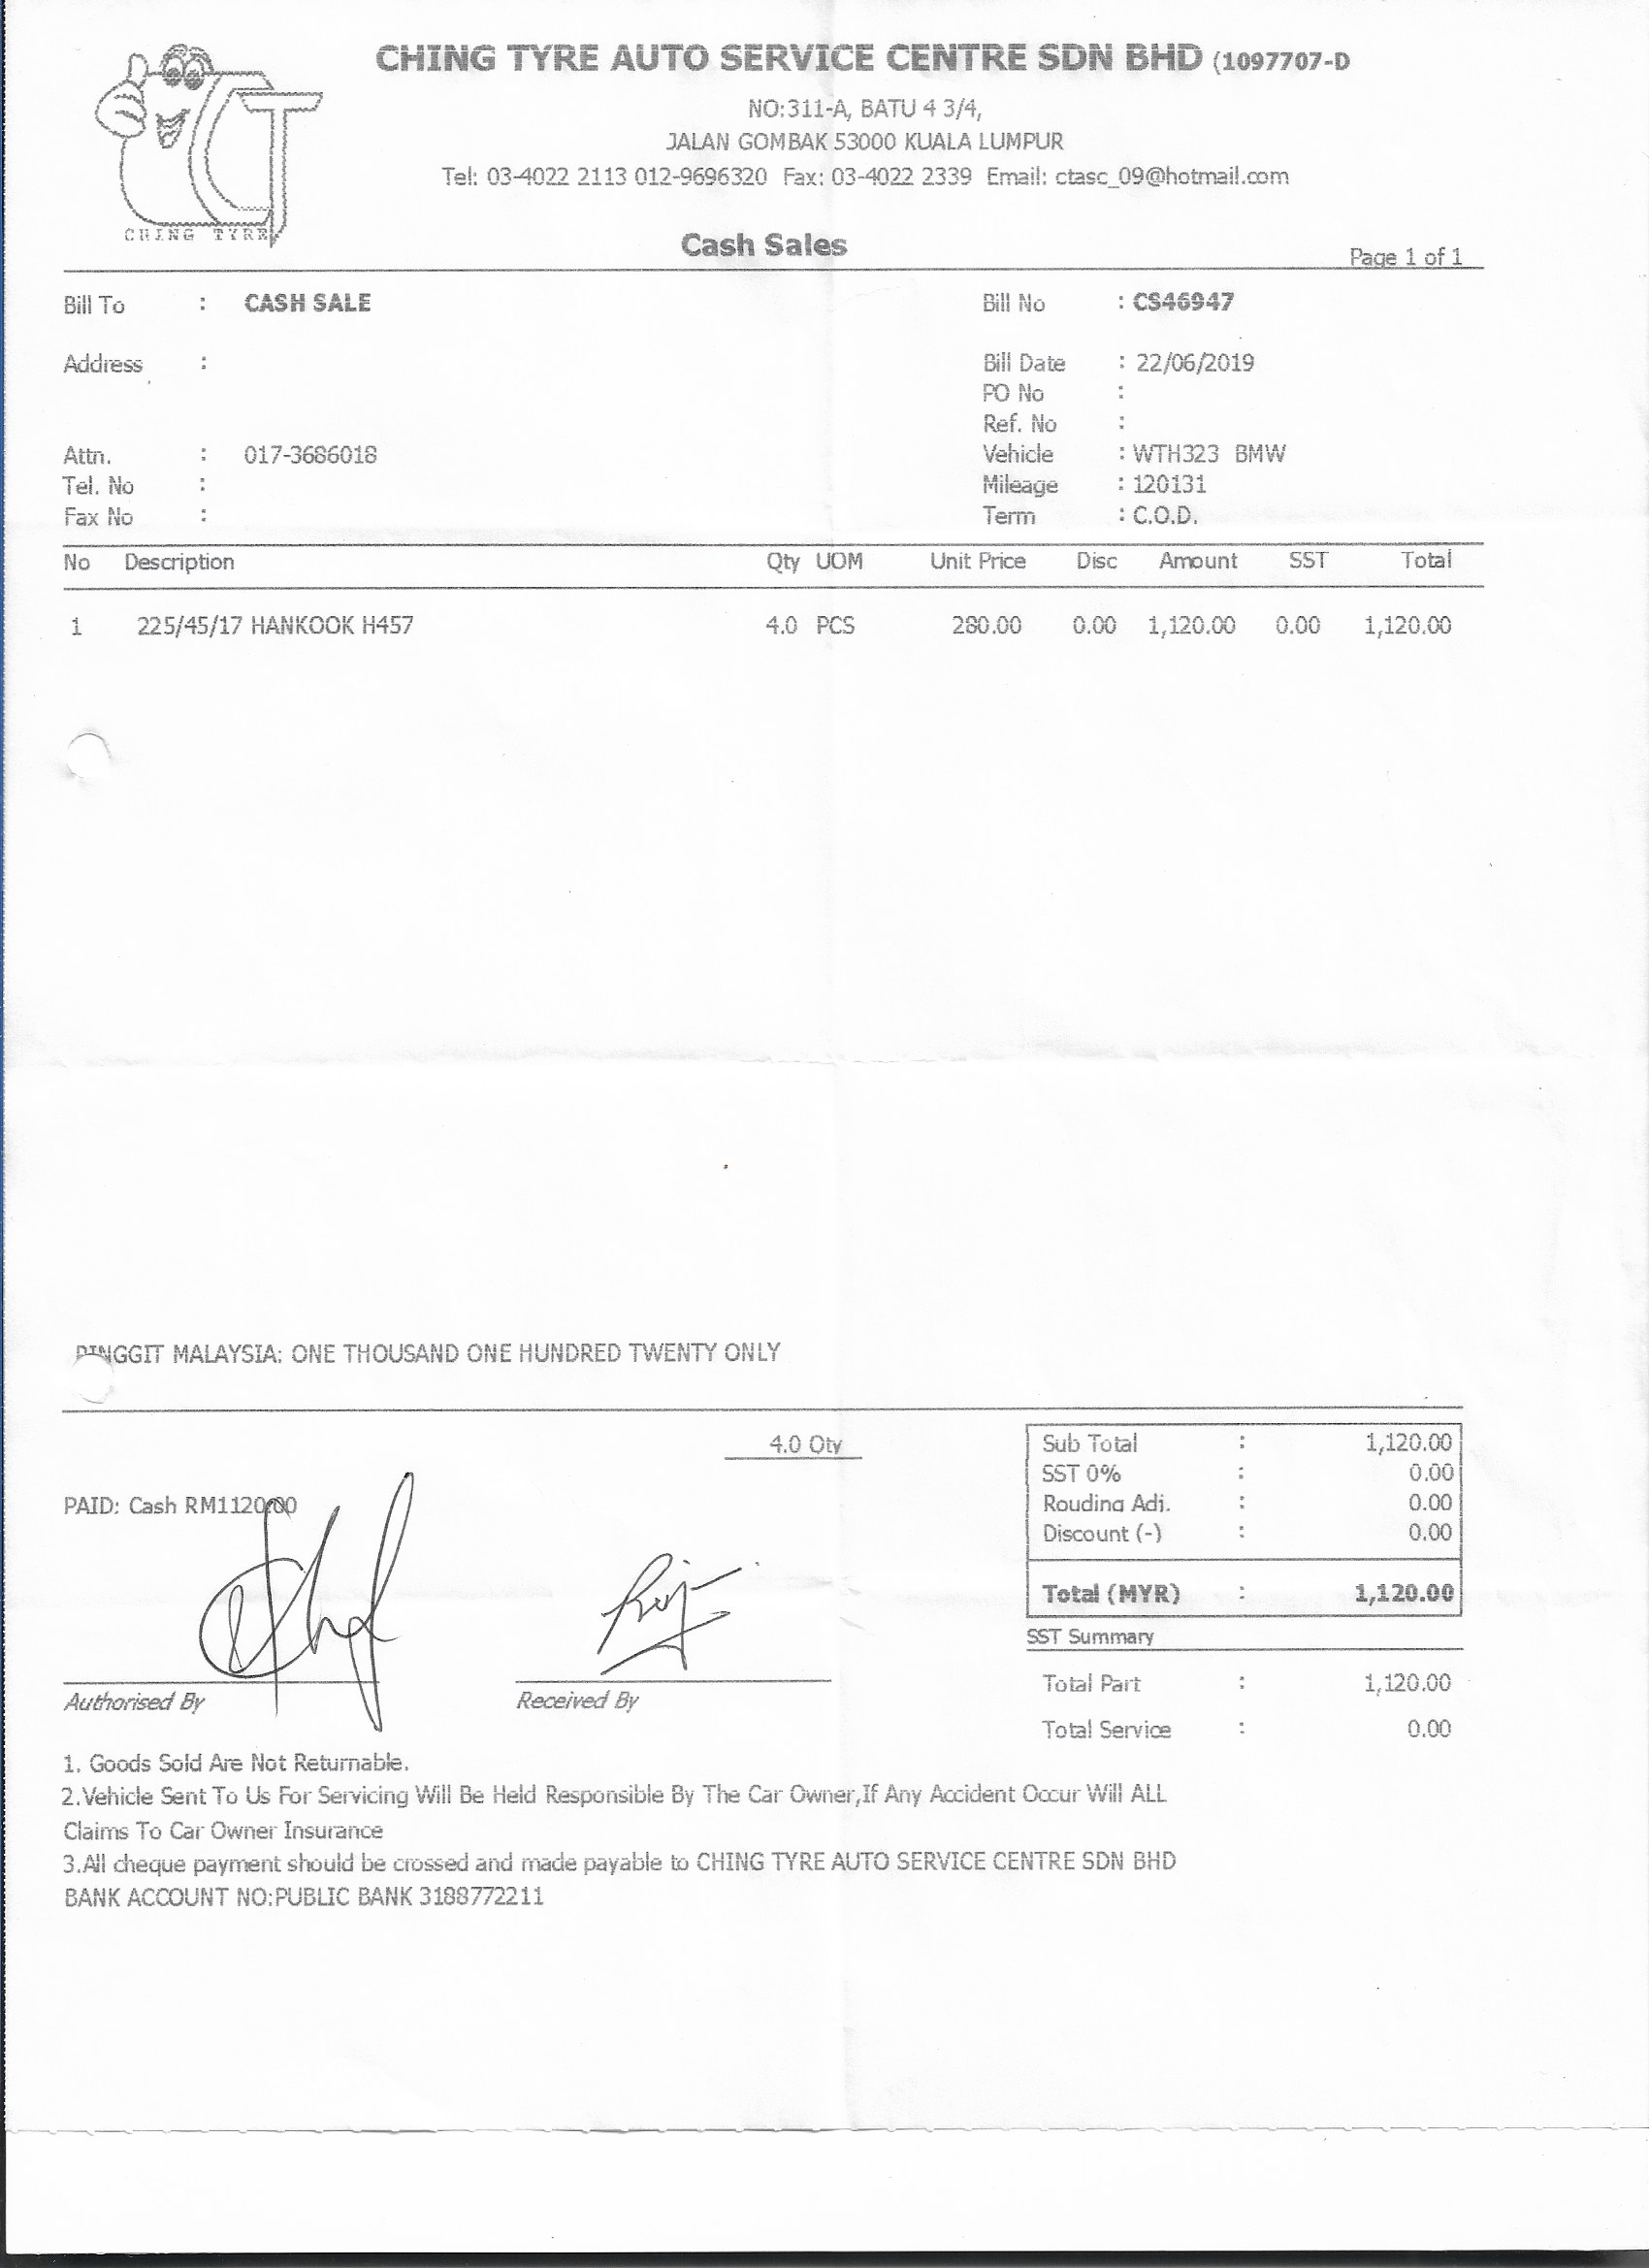 CHING TYRE AUTO SERVICE CENTRE SDN BHD (1097707-D
NO:311-A, BATU 4 3/4,
JALAN GOMBAK 53000 KUALA LUMPUR
Tel: 03-4022 2113 012-9696320 Fax: 03-4022 2339 Email: ctasc_09@hotmail.com
CHING TYRE
Cash Sales
Page 1 of 1
Bill To : CASH SALE Bill No : CS46947
Address : Bill Date : 22/06/2019
PO No :
Ref. No :
Attn. : 017-3686018 Vehicle : WTH323 BMW
Tel. No : Mileage : 120131
Fax No : Term : C.O.D.
No Description Qty UOM Unit Price Disc Amount SST Total
1 225/45/17 HANKOOK H457 4.0 PCS 280.00 0.00 1,120.00 0.00 1,120.00
RINGGIT MALAYSIA: ONE THOUSAND ONE HUNDRED TWENTY ONLY
4.0 Qty Sub Total : 1,120.00
SST 0% : 0.00
PAID: Cash RM1120.00 Rouding Adj. : 0.00
Discount (-) : 0.00
Total (MYR) : 1,120.00
SST Summary
Total Part : 1,120.00
Authorised By Received By
Total Service : 0.00
1. Goods Sold Are Not Returnable.
2.Vehicle Sent To Us For Servicing Will Be Held Responsible By The Car Owner,If Any Accident Occur Will ALL
Claims To Car Owner Insurance
3.All cheque payment should be crossed and made payable to CHING TYRE AUTO SERVICE CENTRE SDN BHD
BANK ACCOUNT NO:PUBLIC BANK 3188772211